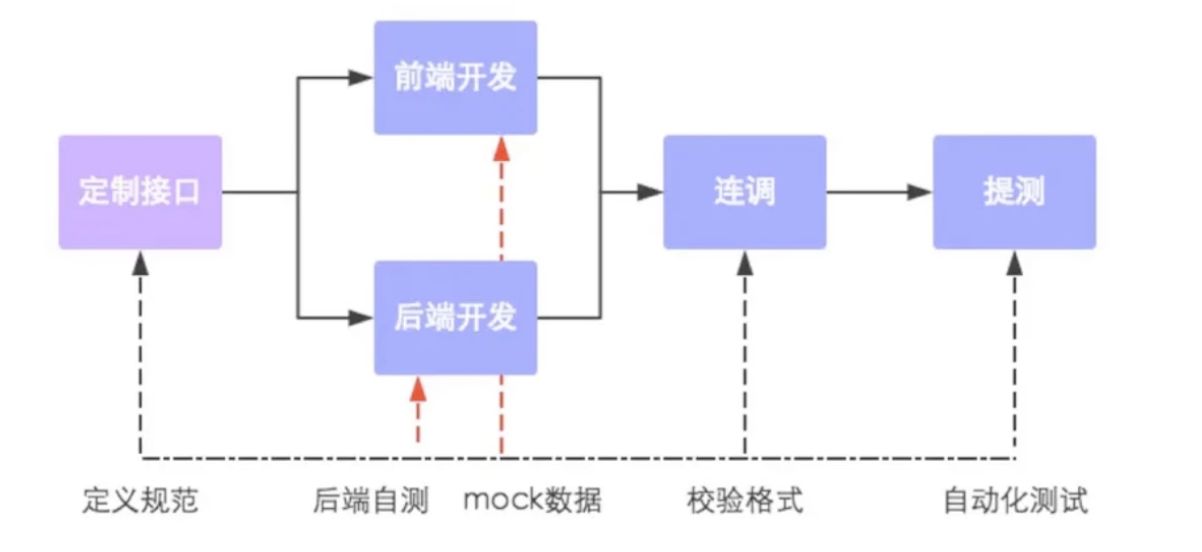 前端开发
定制接口
连调
提测
后端开发
定义规范
后端自测
mock数据
校验格式
自动化测试